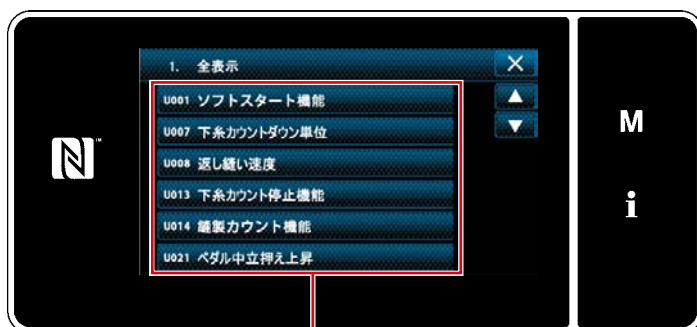 1. 全表示
U001 ソフトスタート機能
U007 下糸カウントダウン単位
U008 返し縫い速度
U013 下糸カウント停止機能
U014 縫製カウント機能
U021 ペダル中立押え上昇
M
i